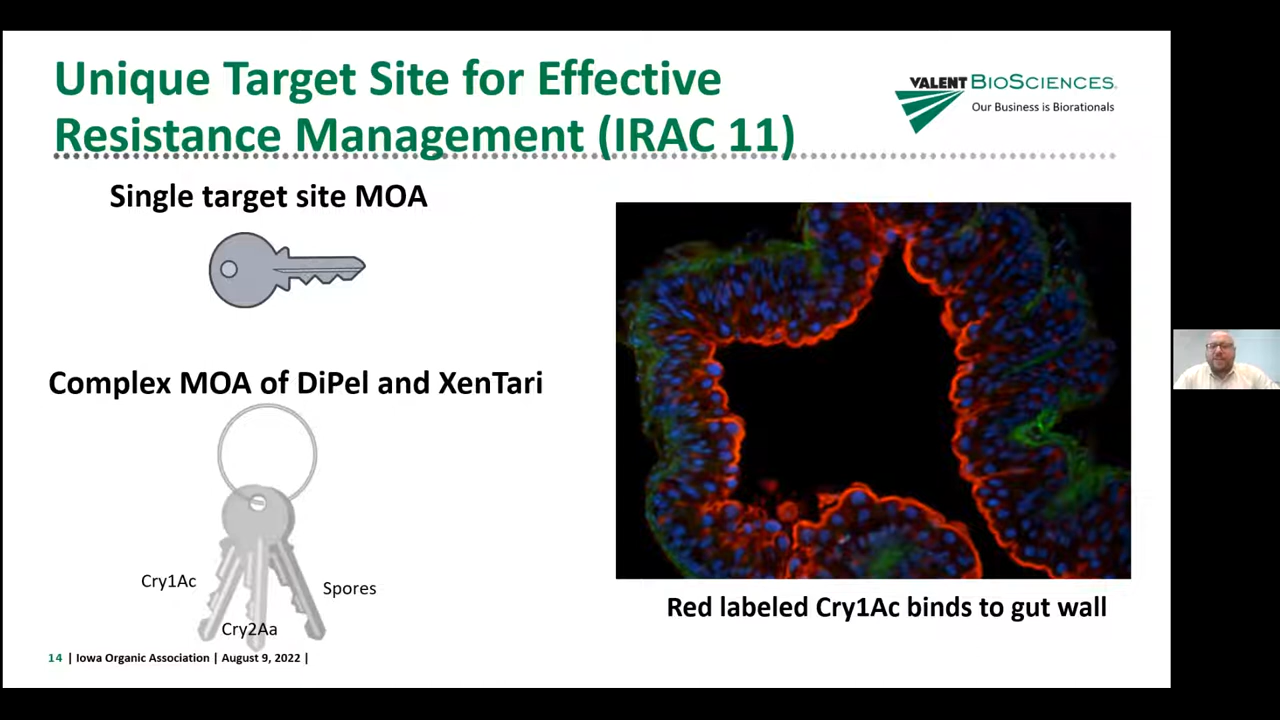 Unique Target Site for Effective
Resistance Management (IRAC 11)
VALENT BIOSCIENCES.
Our Business is Biorationals
Single target site MOA
Complex MOA of DiPel and XenTari
Cry1Ac
Spores
Cry2Aa
Red labeled Cry1Ac binds to gut wall
14 | Iowa Organic Association | August 9, 2022 |